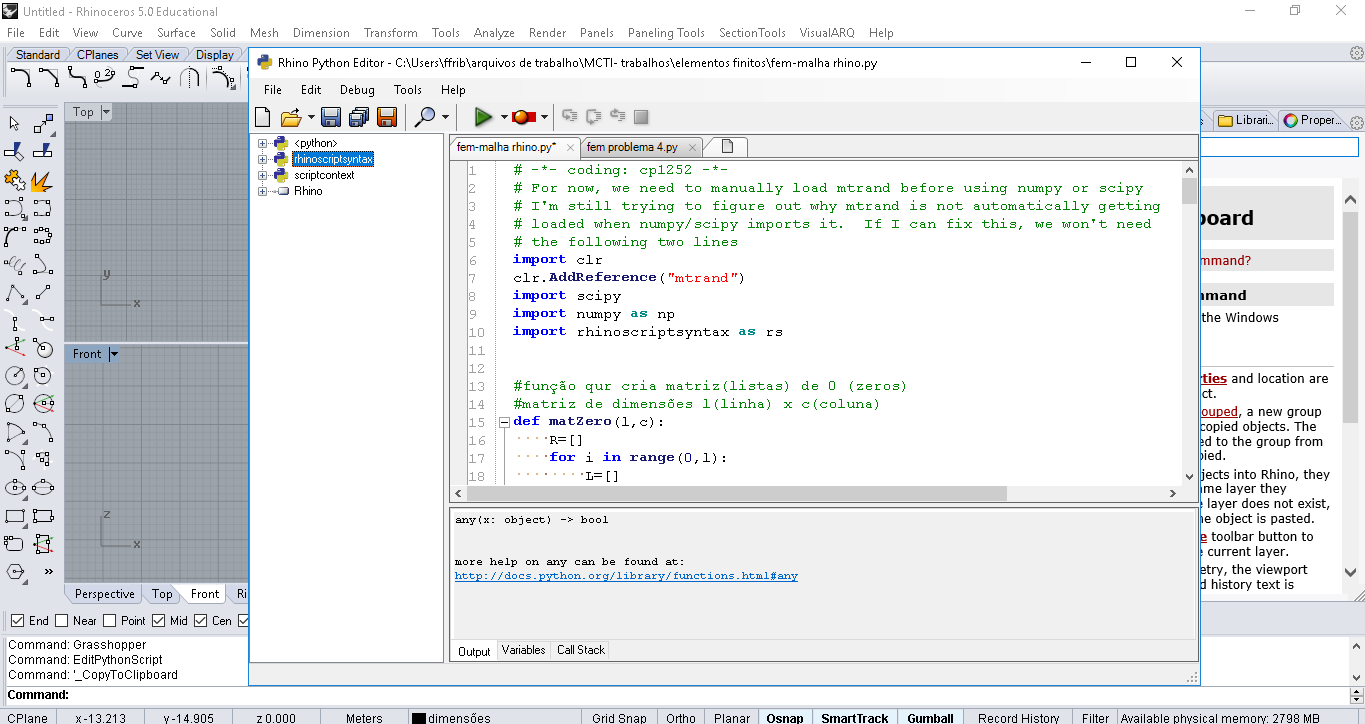 Untitled - Rhinoceros 5.0 Educational
File Edit View Curve Surface Solid Mesh Dimension Transform Tools Analyze Render Panels Paneling Tools SectionTools VisualARQ Help
Standard CPlanes Set View Display
Rhino Python Editor - C:\Users\ffrib\arquivos de trabalho\MCTI- trabalhos\elementos finitos\fem-malha rhino.py
File Edit Debug Tools Help
Top
Librari... Proper...
<python>
rhinoscriptsyntax
scriptcontext
Rhino
fem-malha rhino.py* fem problema 4.py
1 # -*- coding: cp1252 -*-
2 # For now, we need to manually load mtrand before using numpy or scipy
3 # I'm still trying to figure out why mtrand is not automatically getting
4 # loaded when numpy/scipy imports it.  If I can fix this, we won't need
5 # the following two lines
6 import clr
7 clr.AddReference("mtrand")
8 import scipy
9 import numpy as np
10 import rhinoscriptsyntax as rs
11
12
13 #função qur cria matriz(listas) de 0 (zeros)
14 #matriz de dimensões l(linha) x c(coluna)
15 def matZero(l,c):
16 ····R=[]
17 ····for i in range(0,l):
18 ········L=[]
y
x
Front
z
x
any(x: object) -> bool
more help on any can be found at:
http://docs.python.org/library/functions.html#any
Output Variables Call Stack
board
mmand?
mmand
the Windows
ties and location are
ct.
ouped, a new group
copied objects. The
ed to the group from
pied.
jects into Rhino, they
ame layer they
layer does not exist,
he object is pasted.
e toolbar button to
e current layer.
etry, the viewport
d history text is
Perspective Top Front Ri
End Near Point Mid Cen
Command: Grasshopper
Command: EditPythonScript
Command: '_CopyToClipboard
Command:
CPlane x -13.213 y -14.905 z 0.000 Meters dimensões Grid Snap Ortho Planar Osnap SmartTrack Gumball Record History Filter Available physical memory: 2798 MB